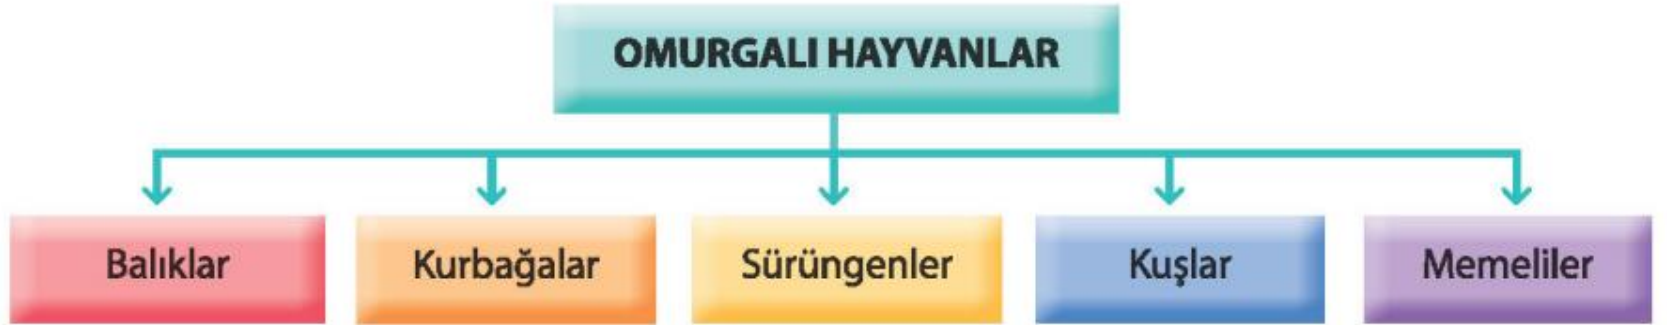 OMURGALI HAYVANLAR
Balıklar
Kurbağalar
Sürüngenler
Kuşlar
Memeliler